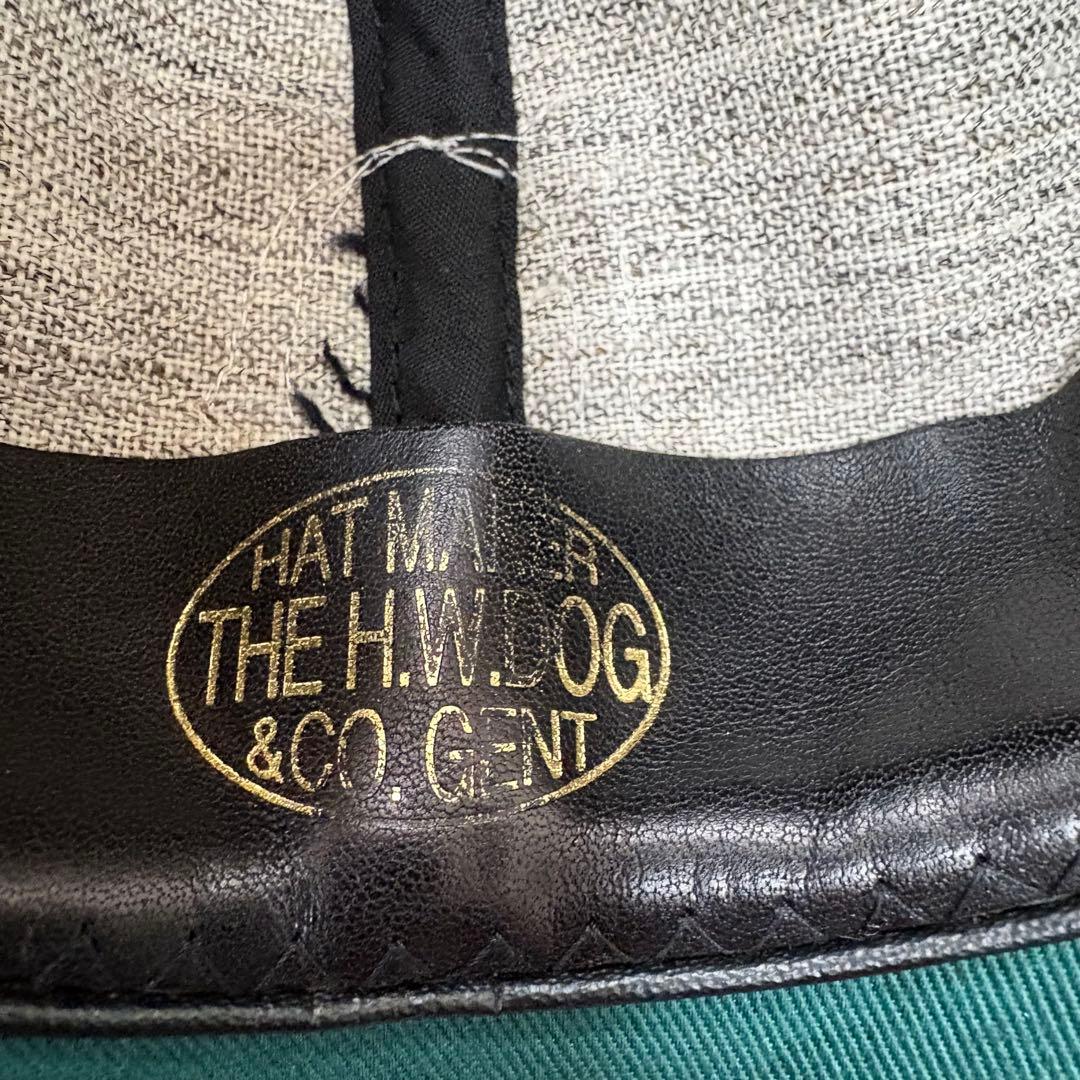 HAT MAKER
THE H.W.DOG
&CO. GENT